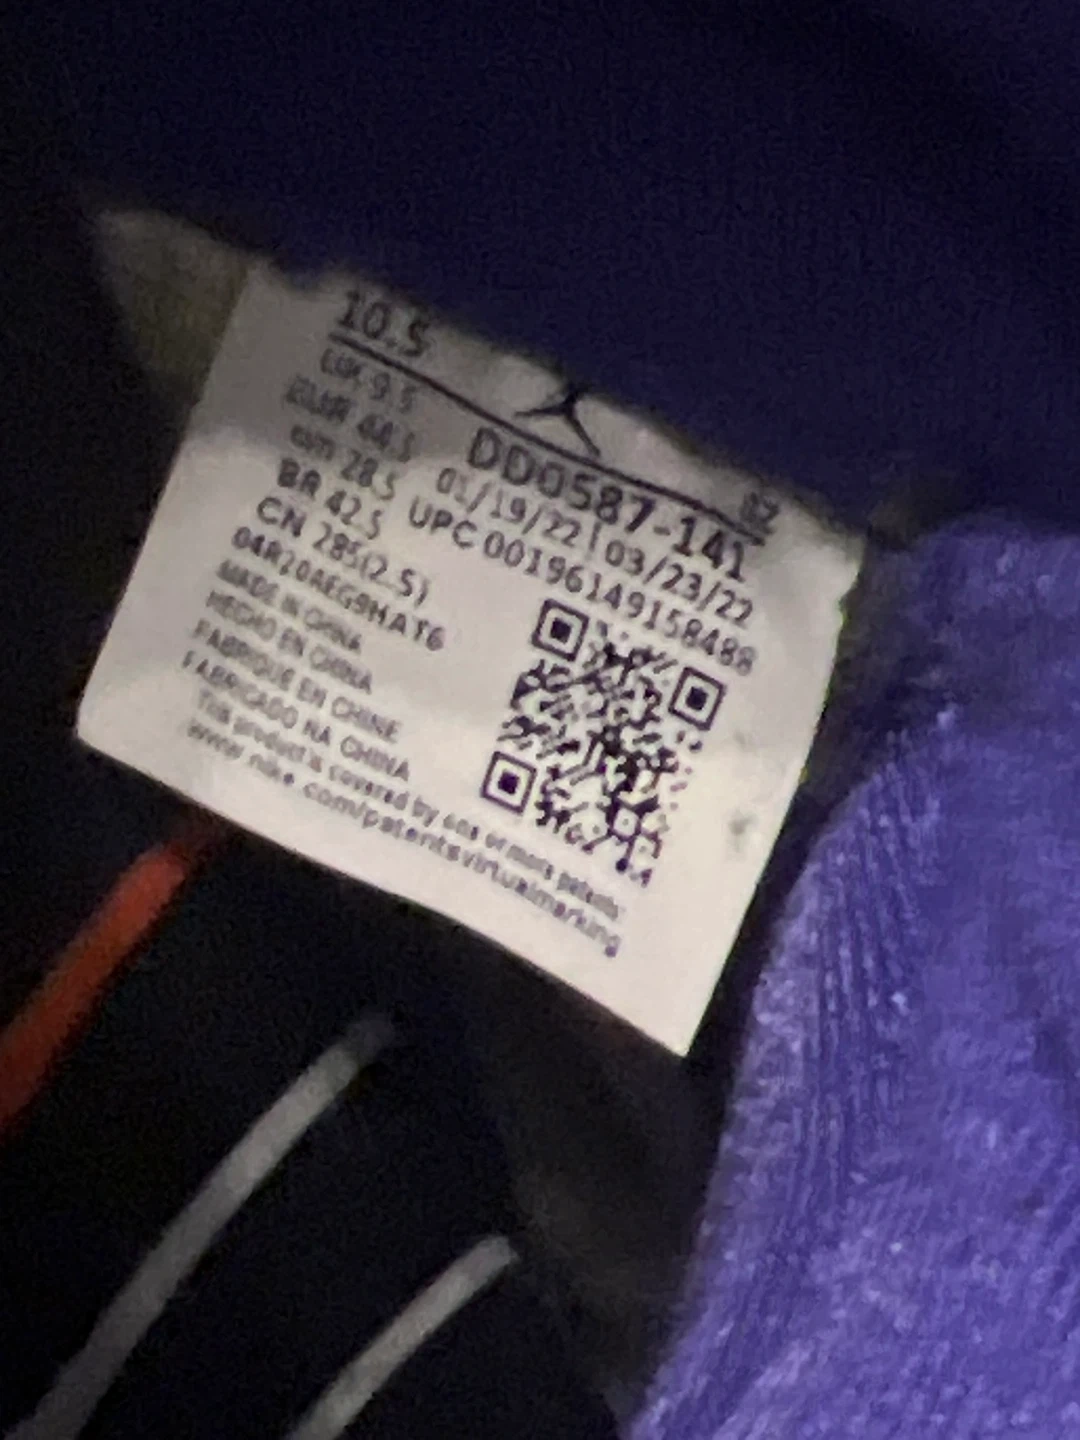 10.5
UK 9.5
EUR 44.5
cm 28.5
BR 42.5
CN 285(2.5)
04R20AEG9HAT6
MADE IN CHINA
HECHO EN CHINA
FABRIQUE EN CHINE
FABRICADO NA CHINA
This product is covered by one or more patents:
www.nike.com/patentsvirtualmarking
DD0587-141
01/19/22 | 03/23/22
UPC 00196149158488